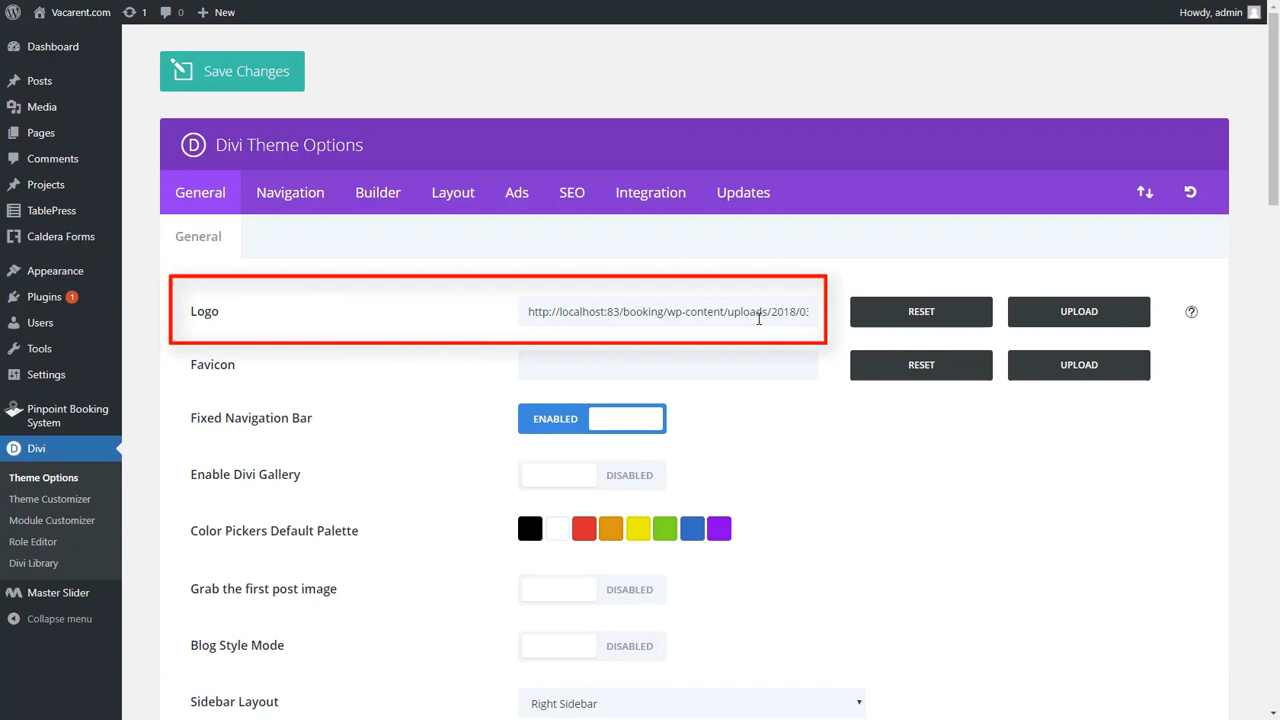 Vacarent.com 1 0 New Howdy, admin
Dashboard
Posts
Media
Pages
Comments
Projects
TablePress
Caldera Forms
Appearance
Plugins 1
Users
Tools
Settings
Pinpoint Booking
System
Divi
Theme Options
Theme Customizer
Module Customizer
Role Editor
Divi Library
Master Slider
Collapse menu
Save Changes
D Divi Theme Options
General Navigation Builder Layout Ads SEO Integration Updates
General
Logo http://localhost:83/booking/wp-content/uploads/2018/03 RESET UPLOAD ?
Favicon RESET UPLOAD
Fixed Navigation Bar ENABLED
Enable Divi Gallery DISABLED
Color Pickers Default Palette
Grab the first post image DISABLED
Blog Style Mode DISABLED
Sidebar Layout Right Sidebar